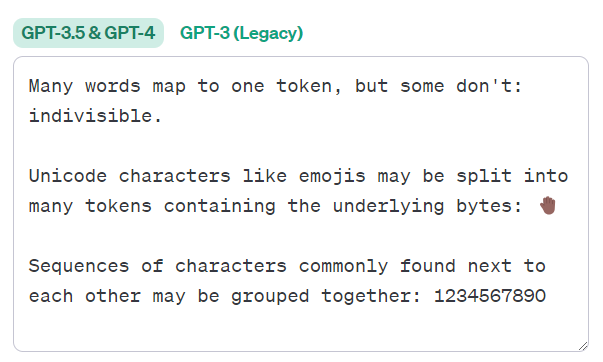 GPT-3.5 & GPT-4 GPT-3 (Legacy)
Many words map to one token, but some don't:
indivisible.
Unicode characters like emojis may be split into
many tokens containing the underlying bytes: 🤚🏾
Sequences of characters commonly found next to
each other may be grouped together: 1234567890